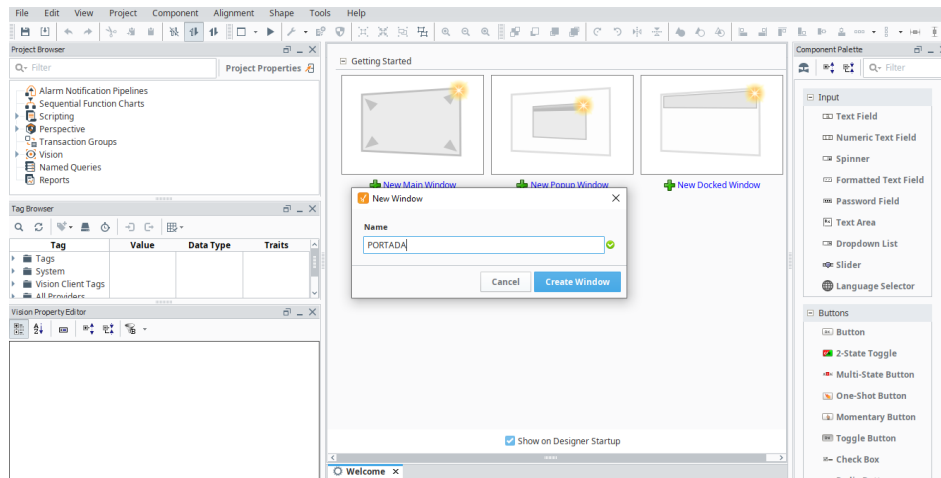 File Edit View Project Component Alignment Shape Tools Help
Project Browser
Filter
Project Properties
Alarm Notification Pipelines
Sequential Function Charts
Scripting
Perspective
Transaction Groups
Vision
Named Queries
Reports
Tag Browser
Tag Value Data Type Traits
Tags
System
Vision Client Tags
All Providers
Vision Property Editor
Getting Started
New Main Window
New Popup Window
New Docked Window
New Window
Name
PORTADA
Cancel
Create Window
Show on Designer Startup
Welcome
Component Palette
Filter
Input
Text Field
Numeric Text Field
Spinner
Formatted Text Field
Password Field
Text Area
Dropdown List
Slider
Language Selector
Buttons
Button
2-State Toggle
Multi-State Button
One-Shot Button
Momentary Button
Toggle Button
Check Box